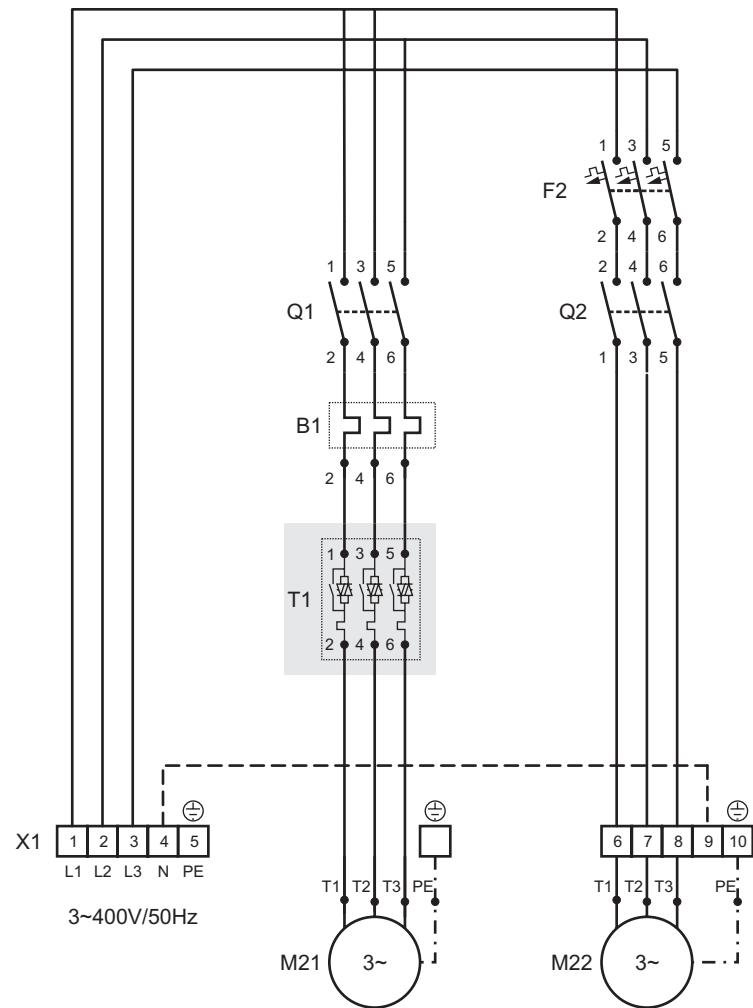 1 3 5
F2
2 4 6
1 3 5
2 4 6
Q1
Q2
2 4 6
1 3 5
B1
2 4 6
1 3 5
T1
2 4 6
X1 1 2 3 4 5
6 7 8 9 10
L1 L2 L3 N PE
T1 T2 T3 PE
T1 T2 T3 PE
3~400V/50Hz
M21 3~
M22 3~